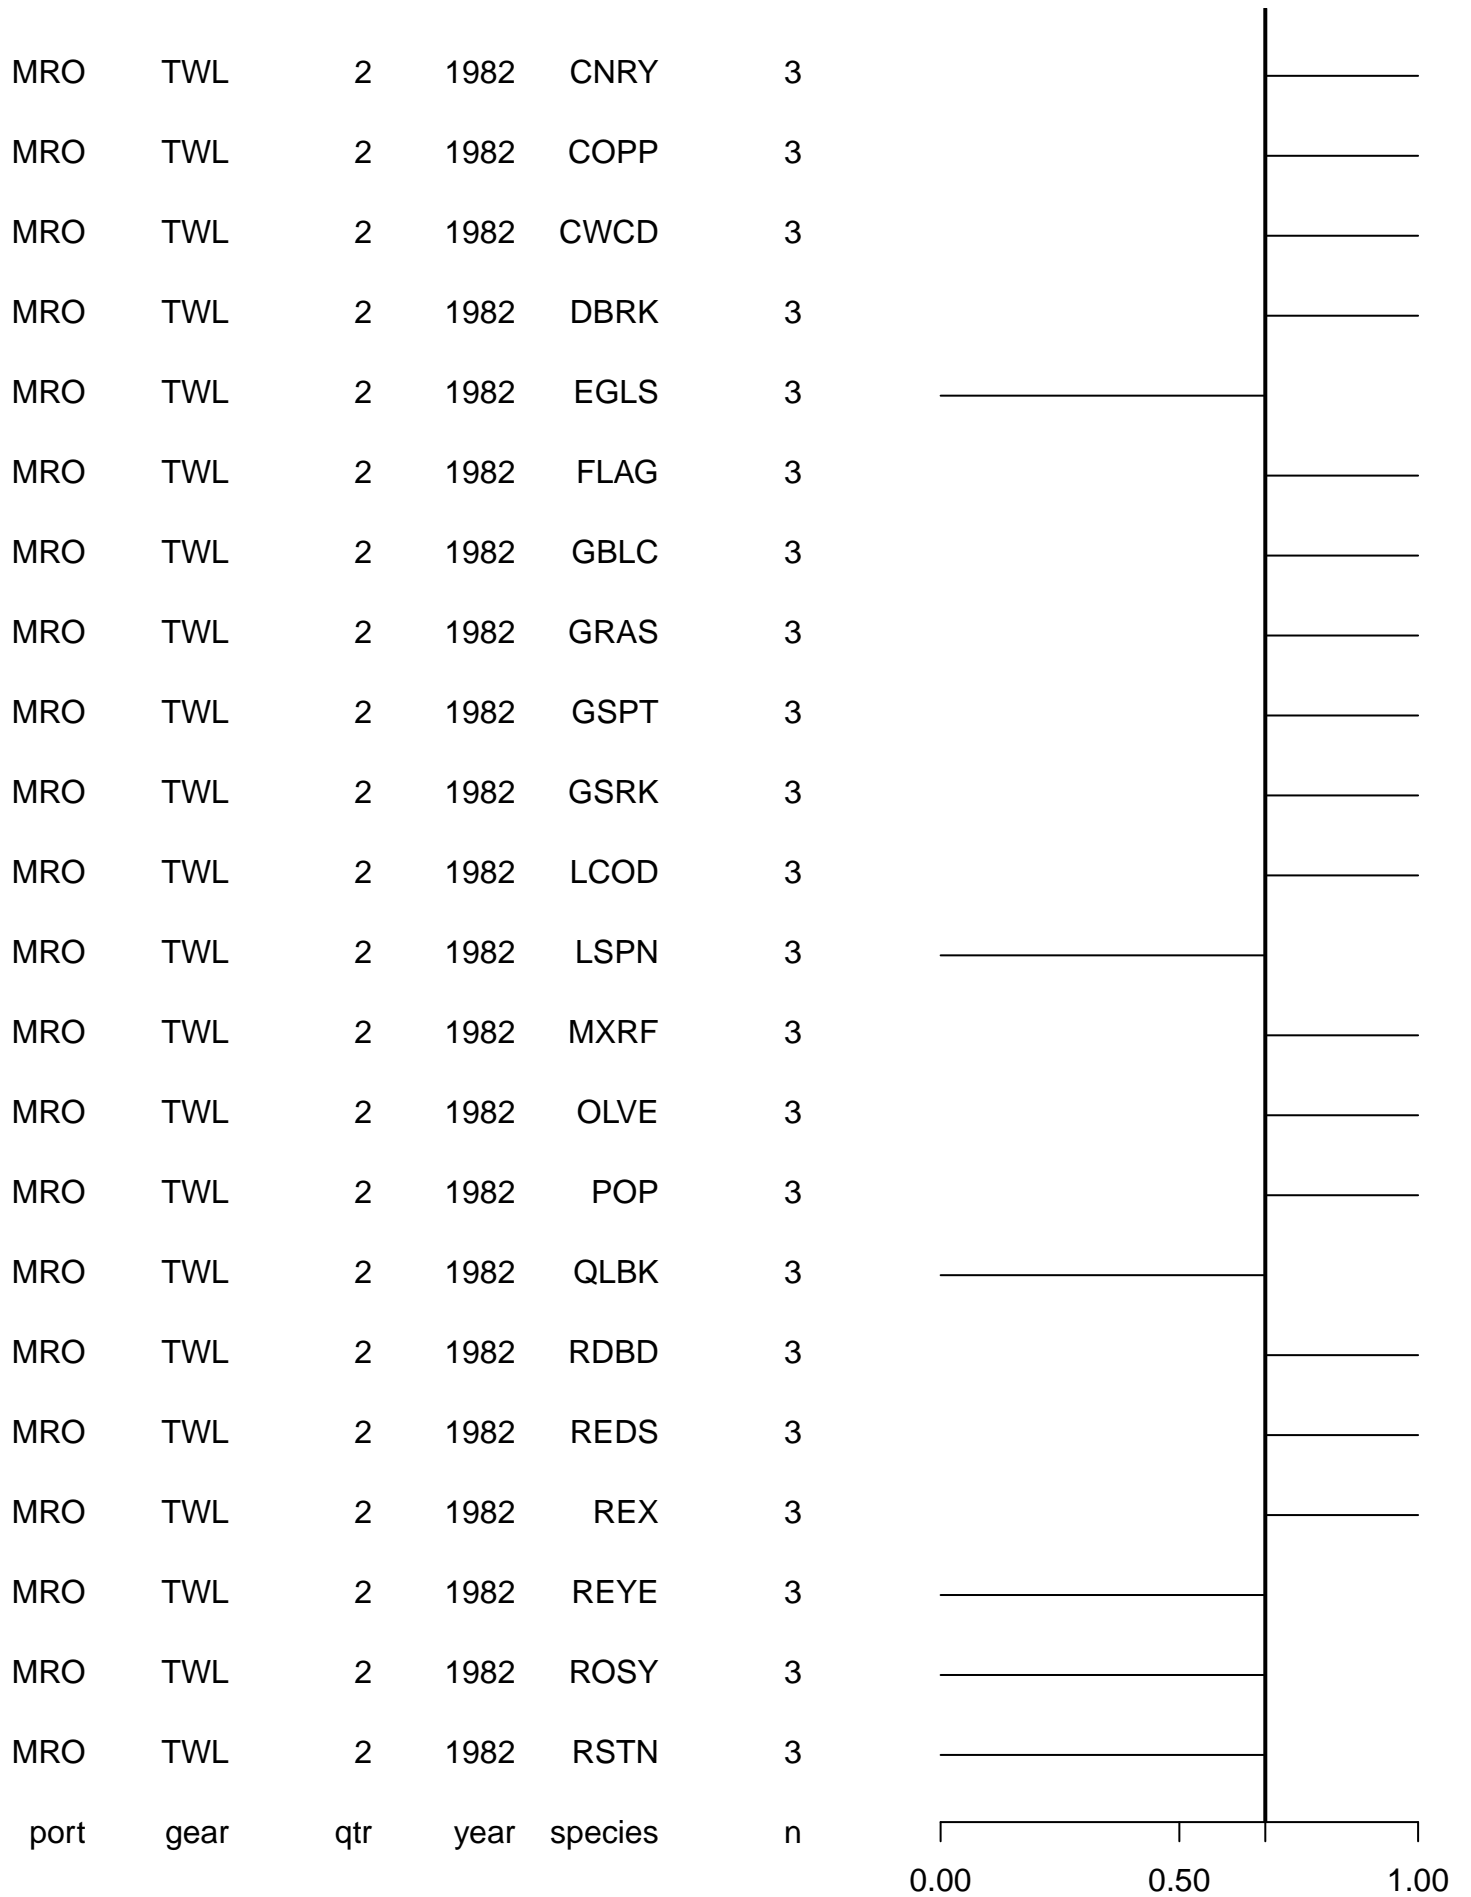 MRO TWL 2 1982 CNRY 3
MRO TWL 2 1982 COPP 3
MRO TWL 2 1982 CWCD 3
MRO TWL 2 1982 DBRK 3
MRO TWL 2 1982 EGLS 3
MRO TWL 2 1982 FLAG 3
MRO TWL 2 1982 GBLC 3
MRO TWL 2 1982 GRAS 3
MRO TWL 2 1982 GSPT 3
MRO TWL 2 1982 GSRK 3
MRO TWL 2 1982 LCOD 3
MRO TWL 2 1982 LSPN 3
MRO TWL 2 1982 MXRF 3
MRO TWL 2 1982 OLVE 3
MRO TWL 2 1982 POP 3
MRO TWL 2 1982 QLBK 3
MRO TWL 2 1982 RDBD 3
MRO TWL 2 1982 REDS 3
MRO TWL 2 1982 REX 3
MRO TWL 2 1982 REYE 3
MRO TWL 2 1982 ROSY 3
MRO TWL 2 1982 RSTN 3
port gear qtr year species n
0.00 0.50 1.00